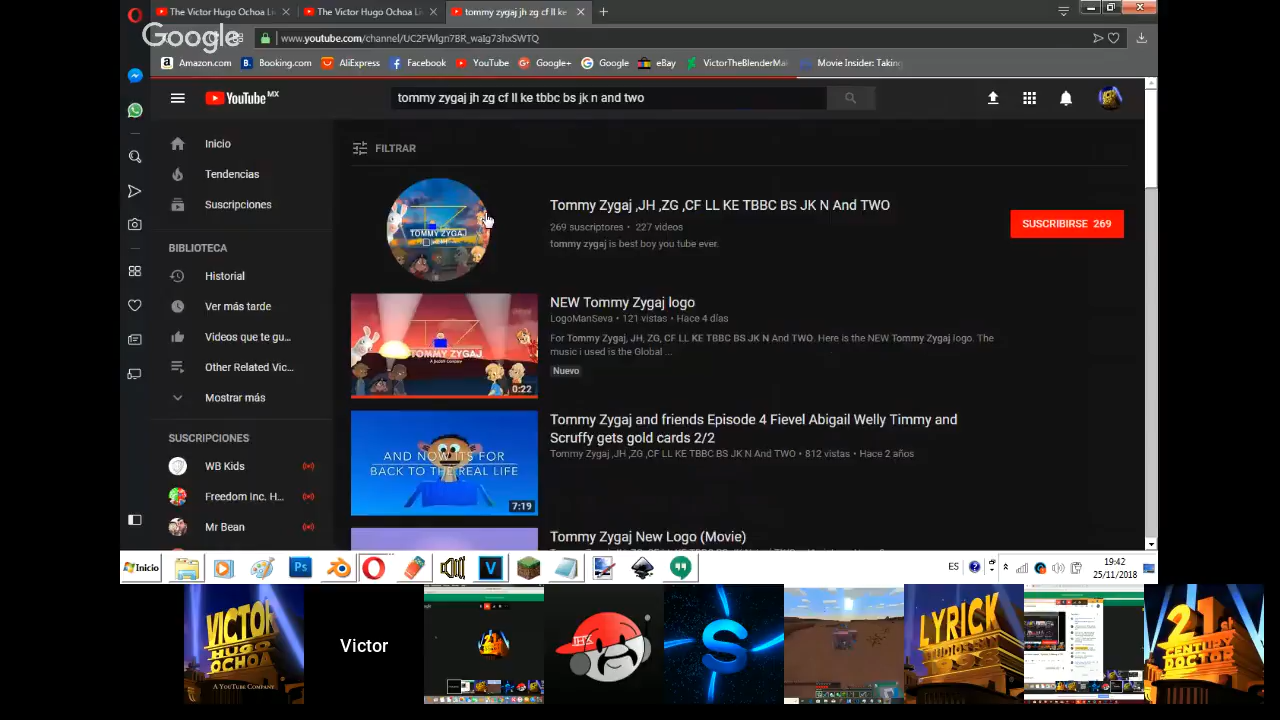 The Victor Hugo Ochoa Li
The Victor Hugo Ochoa L
tommy zygaj jh zg cf ll ke
Google
www.youtube.com/channel/UC2FWlgn7BR_waIg73hxSWTQ
Amazon.com
Booking.com
AliExpress
Facebook
YouTube
Google+
Google
eBay
VictorTheBlenderMa
Movie Insider: Taking
YouTube MX
tommy zygaj jh zg cf ll ke tbbc bs jk n and two
Inicio
Tendencias
Suscripciones
BIBLIOTECA
Historial
Ver más tarde
Videos que te gu...
Other Related Vic...
Mostrar más
SUSCRIPCIONES
WB Kids
Freedom Inc. H...
Mr Bean
FILTRAR
TOMMY ZYGAJ
Tommy Zygaj ,JH ,ZG ,CF LL KE TBBC BS JK N And TWO
269 suscriptores • 227 videos
tommy zygaj is best boy you tube ever.
SUSCRIBIRSE 269
TOMMY ZYGAJ
0:22
NEW Tommy Zygaj logo
LogoManSeva • 121 vistas • Hace 4 días
For Tommy Zygaj, JH, ZG, CF LL KE TBBC BS JK N And TWO. Here is the NEW Tommy Zygaj logo. The
music i used is the Global ...
Nuevo
AND NOW ITS FOR
BACK TO THE REAL LIFE
7:19
Tommy Zygaj and friends Episode 4 Fievel Abigail Welly Timmy and
Scruffy gets gold cards 2/2
Tommy Zygaj ,JH ,ZG ,CF LL KE TBBC BS JK N And TWO • 812 vistas • Hace 2 años
Tommy Zygaj New Logo (Movie)
Inicio
Ps
V
ES
19:42
25/11/2018
VICTOR
HUGO
OCHOA
A YOUTUBE COMPANY
Victor
S
LYRICK
STUDIOS
21
CENTURY
DOCTOR